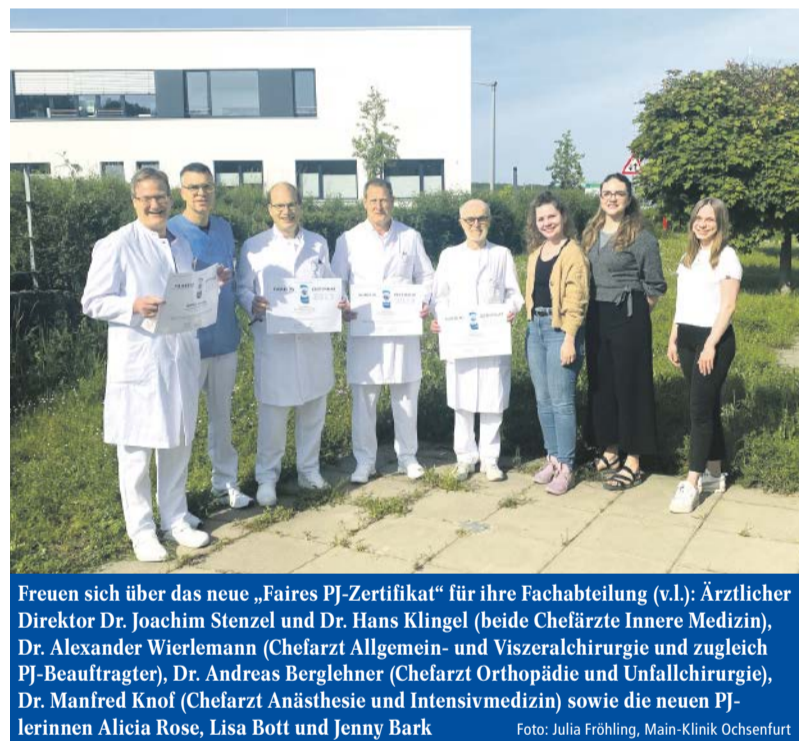 Freuen sich über das neue „Faires PJ-Zertifikat“ für ihre Fachabteilung (v.l.): Ärztlicher
Direktor Dr. Joachim Stenzel und Dr. Hans Klingel (beide Chefärzte Innere Medizin),
Dr. Alexander Wierlemann (Chefarzt Allgemein- und Viszeralchirurgie und zugleich
PJ-Beauftragter), Dr. Andreas Berglehner (Chefarzt Orthopädie und Unfallchirurgie),
Dr. Manfred Knof (Chefarzt Anästhesie und Intensivmedizin) sowie die neuen PJ-
lerinnen Alicia Rose, Lisa Bott und Jenny Bark
Foto: Julia Fröhling, Main-Klinik Ochsenfurt